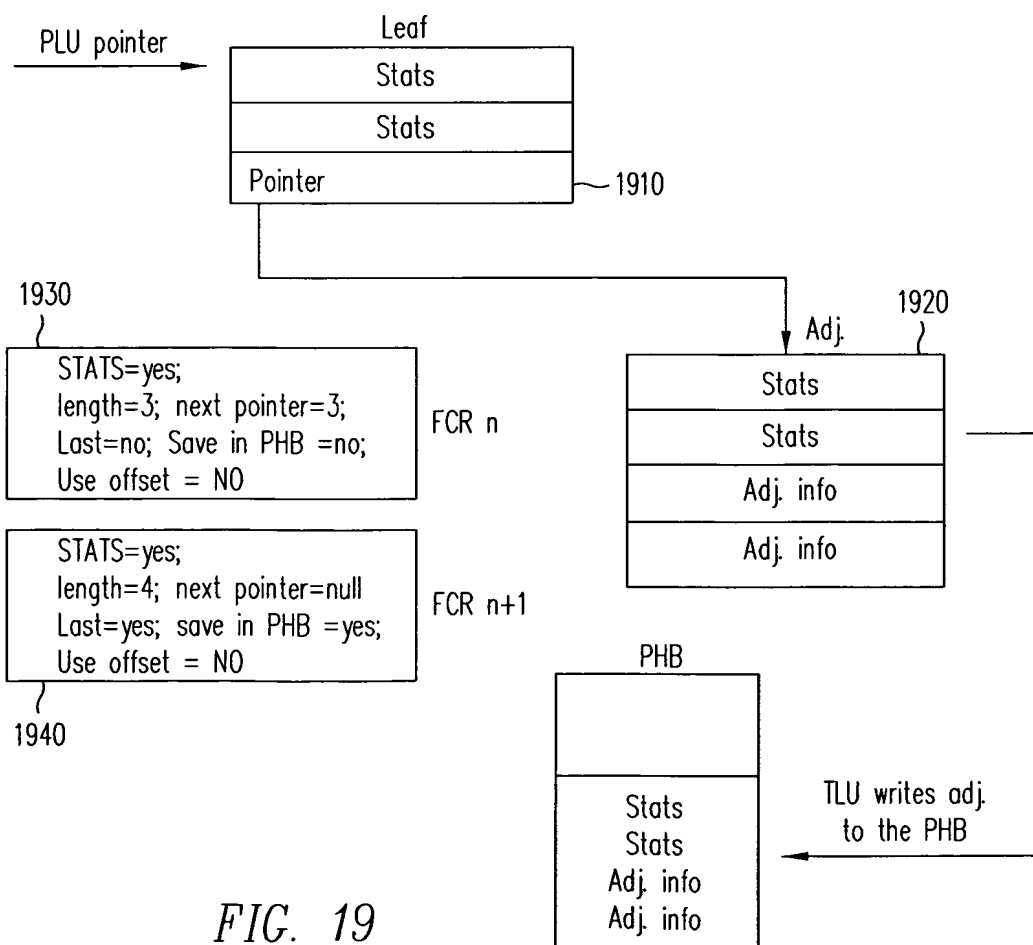 Leaf
PLU pointer
Stats
Stats
Pointer
1910
1930
STATS=yes;
length=3; next pointer=3;
Last=no; Save in PHB =no;
Use offset = NO
FCR n
1920
Adj.
Stats
Stats
Adj. info
Adj. info
STATS=yes;
length=4; next pointer=null
Last=yes; save in PHB =yes;
Use offset = NO
FCR n+1
1940
PHB
Stats
Stats
Adj. info
Adj. info
TLU writes adj.
to the PHB
FIG. 19